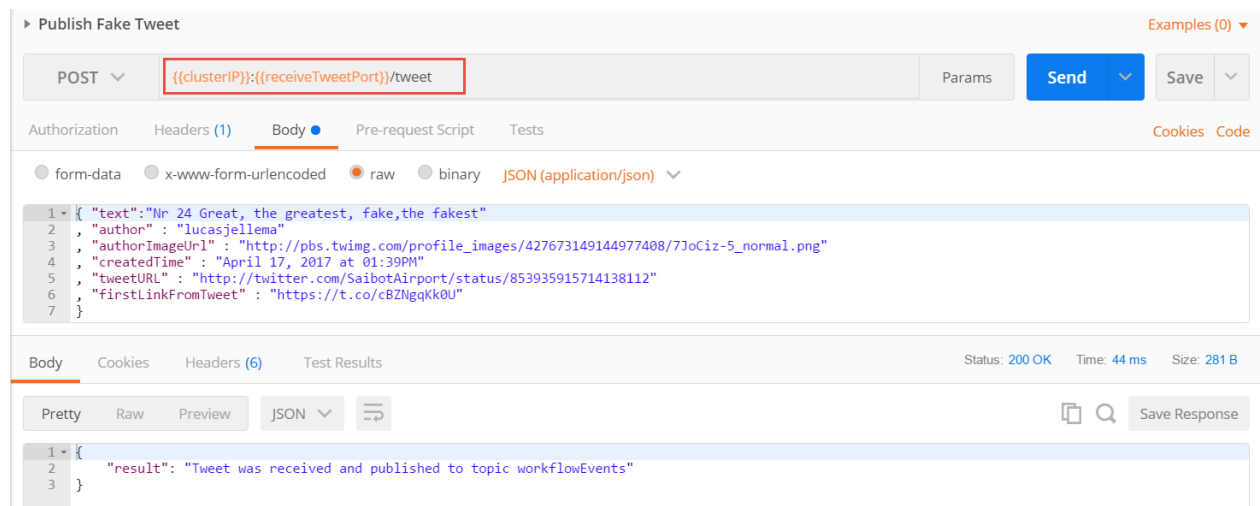 Publish Fake Tweet
Examples (0)
POST {{clusterIP}}:{{receiveTweetPort}}/tweet Params Send Save
Authorization Headers (1) Body Pre-request Script Tests Cookies Code
form-data x-www-form-urlencoded raw binary JSON (application/json)
1 { "text":"Nr 24 Great, the greatest, fake,the fakest"
2 , "author" : "lucasjellema"
3 , "authorImageUrl" : "http://pbs.twimg.com/profile_images/427673149144977408/7JoCiz-5_normal.png"
4 , "createdTime" : "April 17, 2017 at 01:39PM"
5 , "tweetURL" : "http://twitter.com/SaibotAirport/status/853935915714138112"
6 , "firstLinkFromTweet" : "https://t.co/cBZNgqKk0U"
7 }
Body Cookies Headers (6) Test Results Status: 200 OK Time: 44 ms Size: 281 B
Pretty Raw Preview JSON Save Response
1 {
2 "result": "Tweet was received and published to topic workflowEvents"
3 }